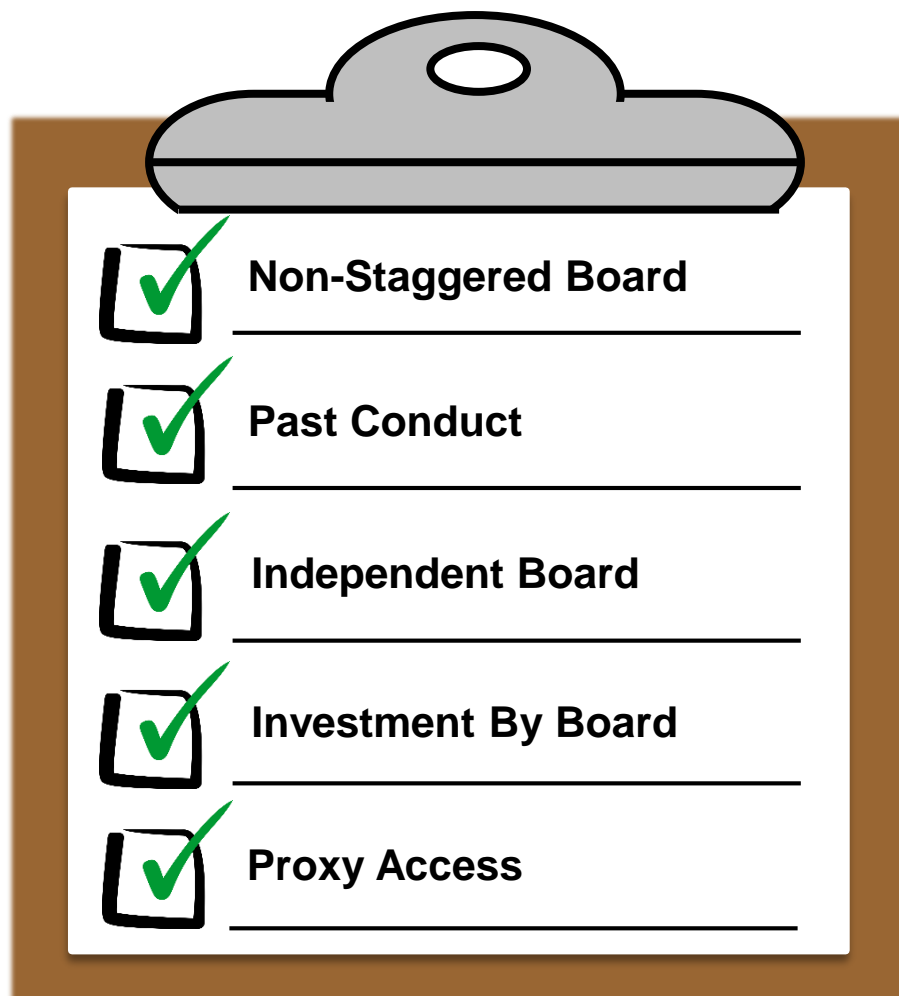 Non-Staggered Board
Past Conduct
Independent Board
Investment By Board
Proxy Access